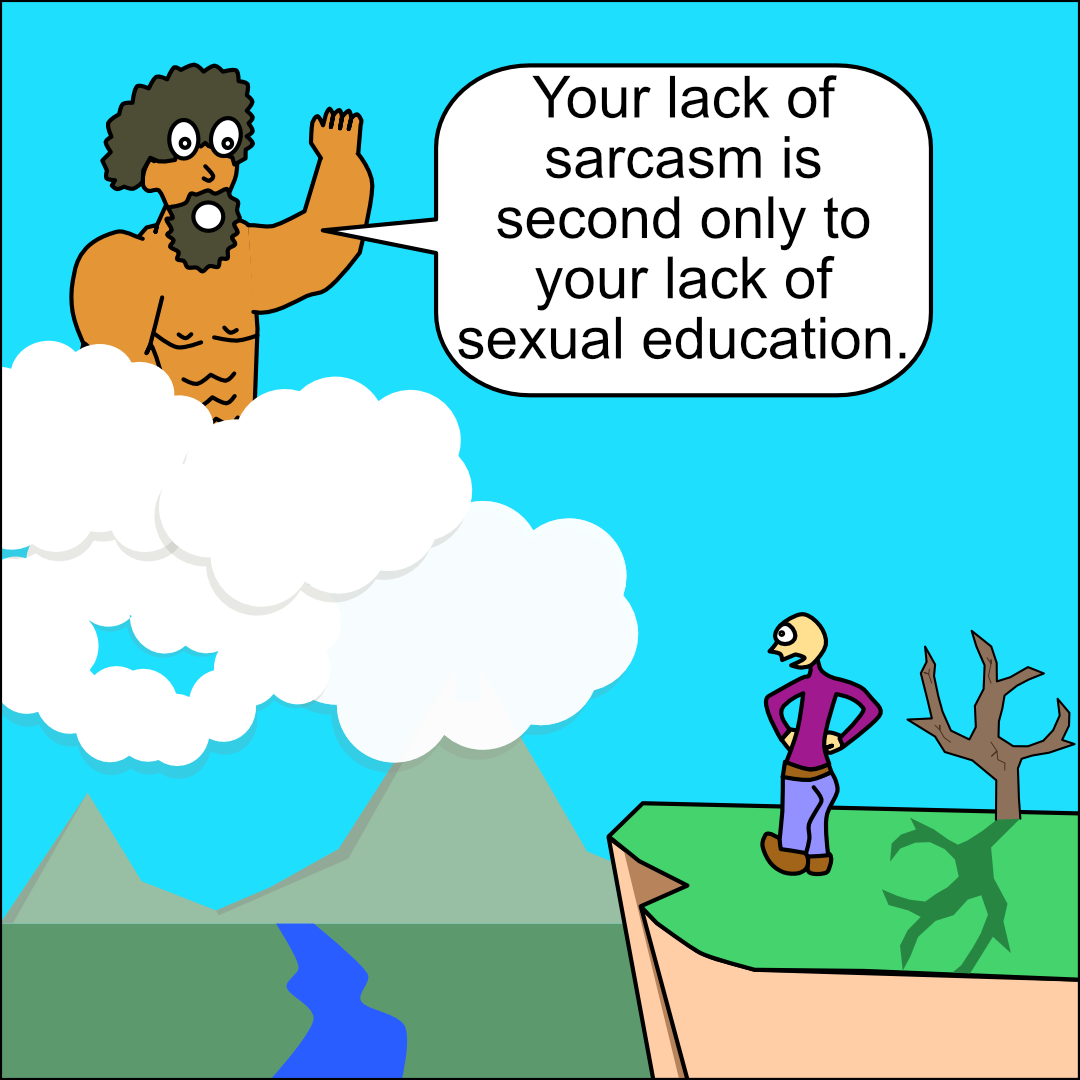 Your lack of
sarcasm is
second only to
your lack of
sexual education.